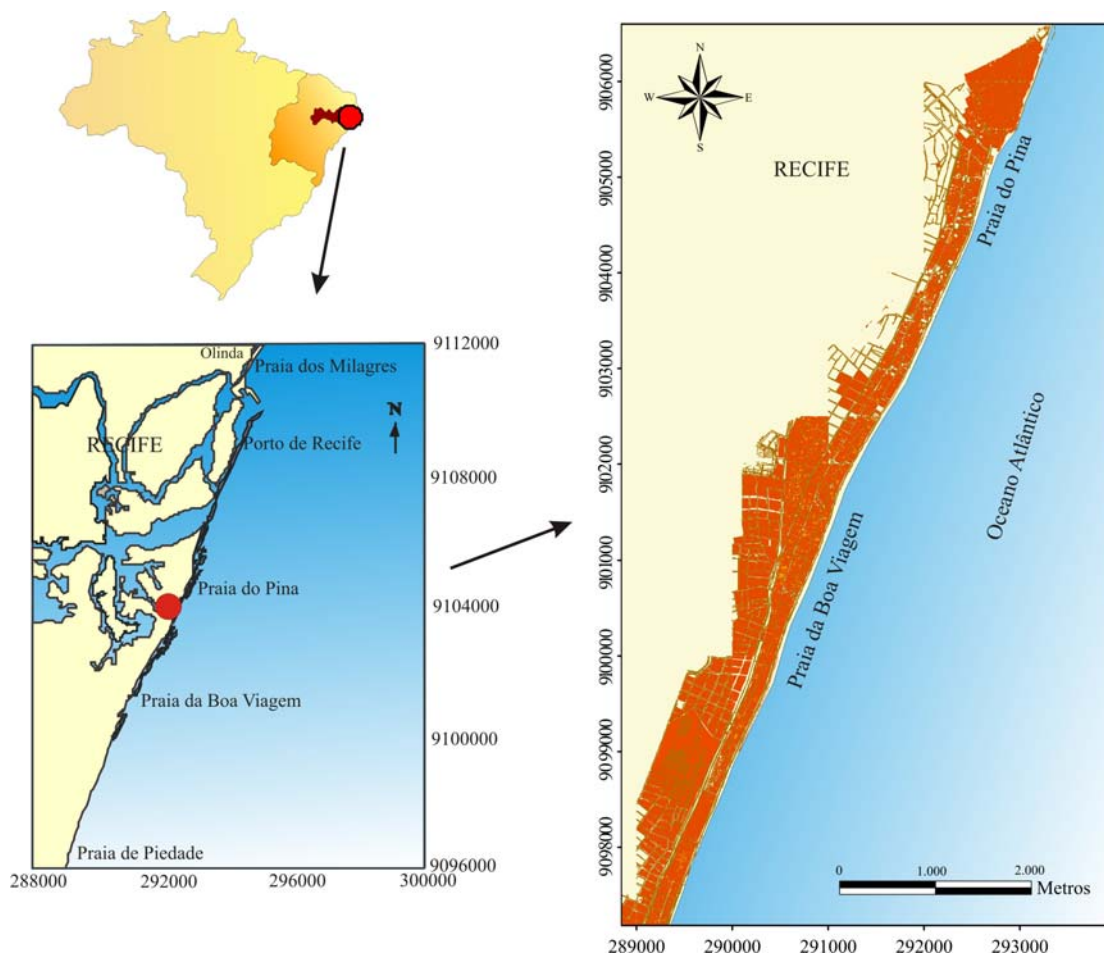 9112000
Olinda
Praia dos Milagres
N
RECIFE
Porto de Recife
9108000
Praia do Pina
9104000
Praia da Boa Viagem
9100000
Praia de Piedade
9096000
288000
292000
296000
300000
N
W
E
S
9106000
RECIFE
9105000
Praia do Pina
9104000
9103000
9102000
Oceano Atlântico
9101000
Praia da Boa Viagem
9100000
9099000
9098000
0
1.000
2.000
Metros
289000
290000
291000
292000
293000